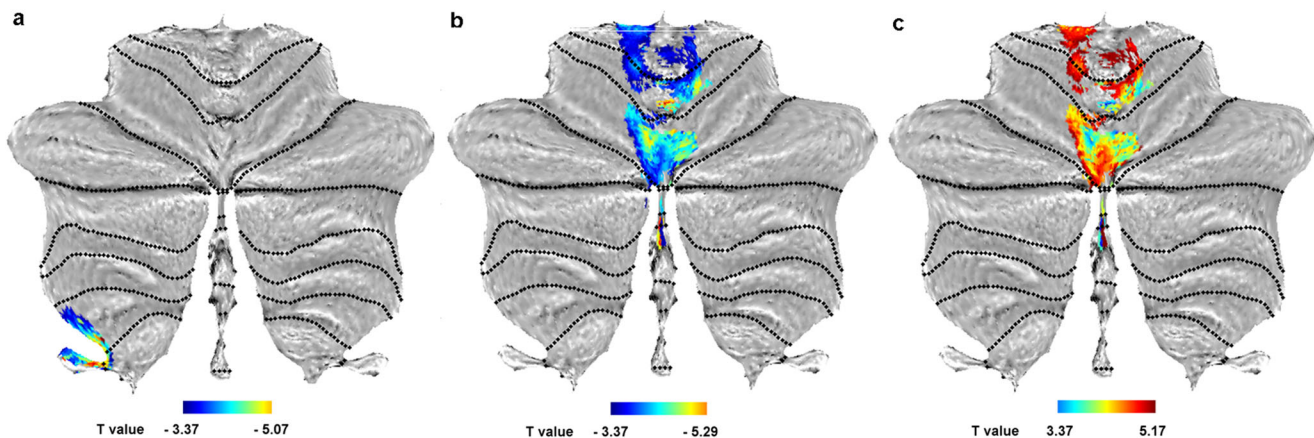 a
b
c
T value - 3.37 - 5.07
T value - 3.37 - 5.29
T value 3.37 5.17